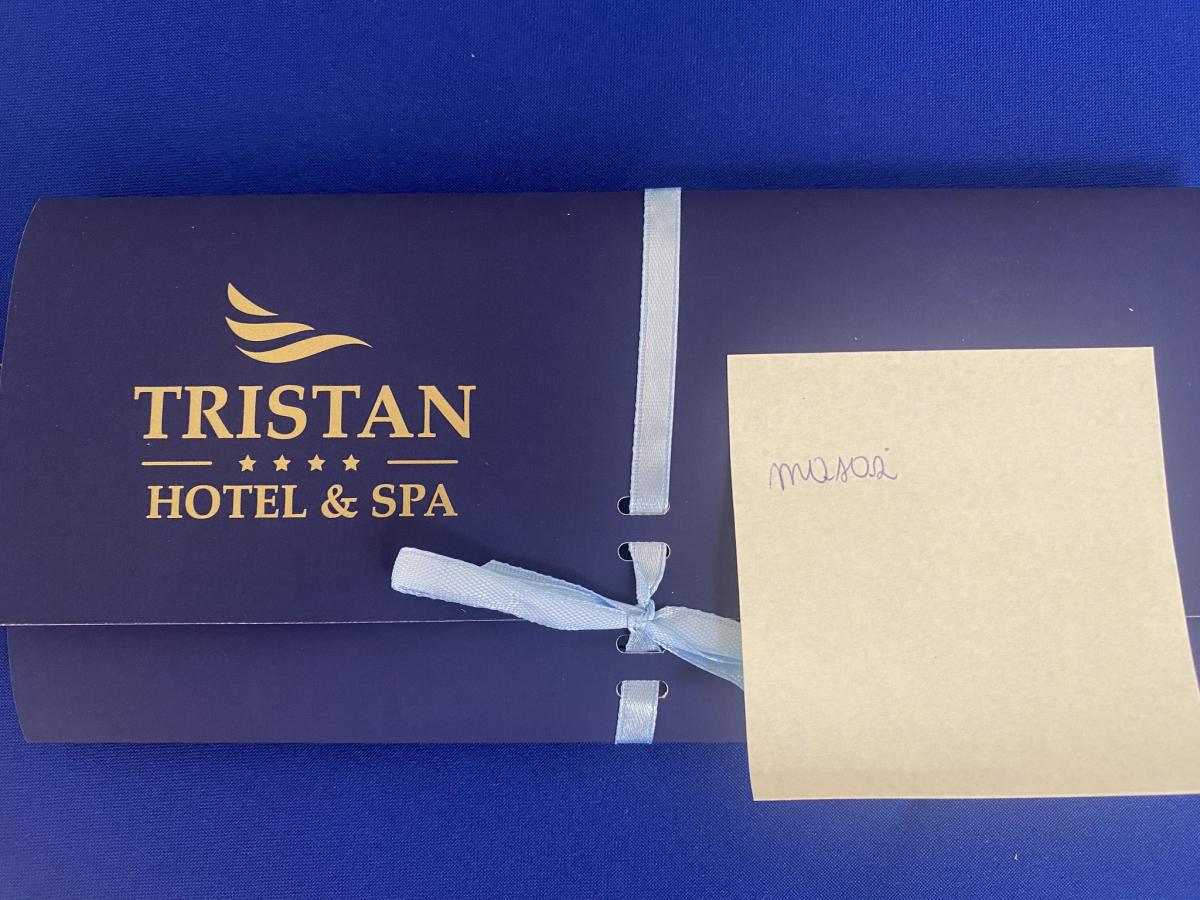 TRISTAN
HOTEL & SPA
masaż